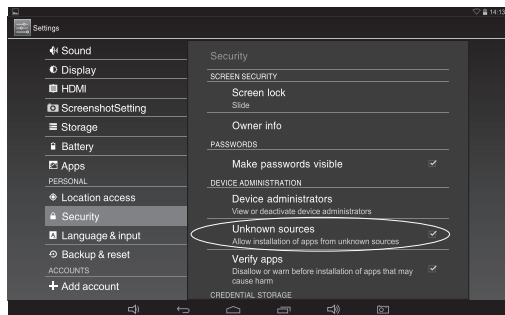 14:13
Settings
Sound
Display
HDMI
ScreenshotSetting
Storage
Battery
Apps
PERSONAL
Location access
Security
Language & input
Backup & reset
ACCOUNTS
Add account
Security
SCREEN SECURITY
Screen lock
Slide
Owner info
PASSWORDS
Make passwords visible
DEVICE ADMINISTRATION
Device administrators
View or deactivate device administrators
Unknown sources
Allow installation of apps from unknown sources
Verify apps
Disallow or warn before installation of apps that may
cause harm
CREDENTIAL STORAGE